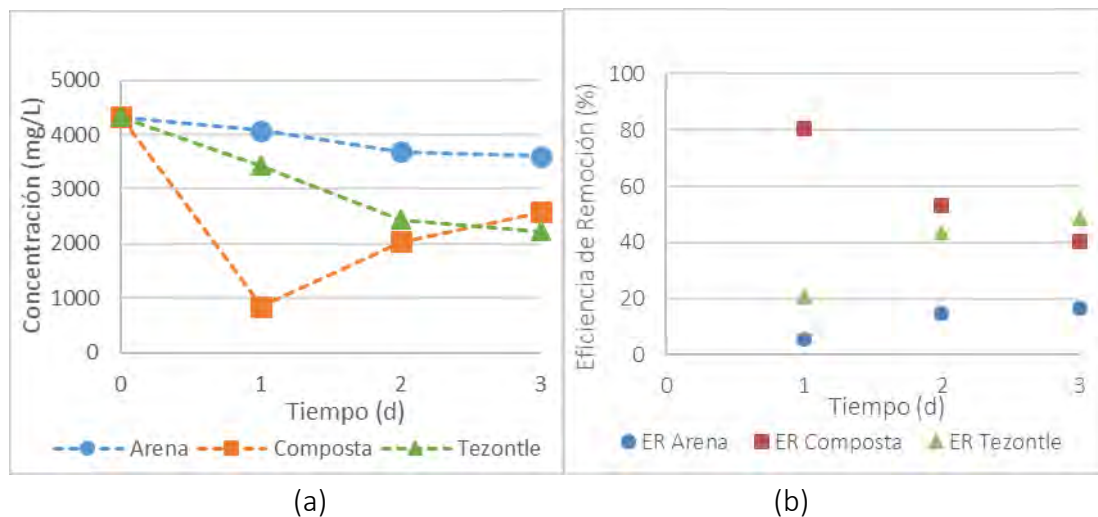 Concentración (mg/L)
5000
4000
3000
2000
1000
0
0 1 2 3
Tiempo (d)
Arena Composta Tezontle
(a)
Eficiencia de Remoción (%)
100
80
60
40
20
0
0 1 2 3
Tiempo (d)
ER Arena ER Composta ER Tezontle
(b)